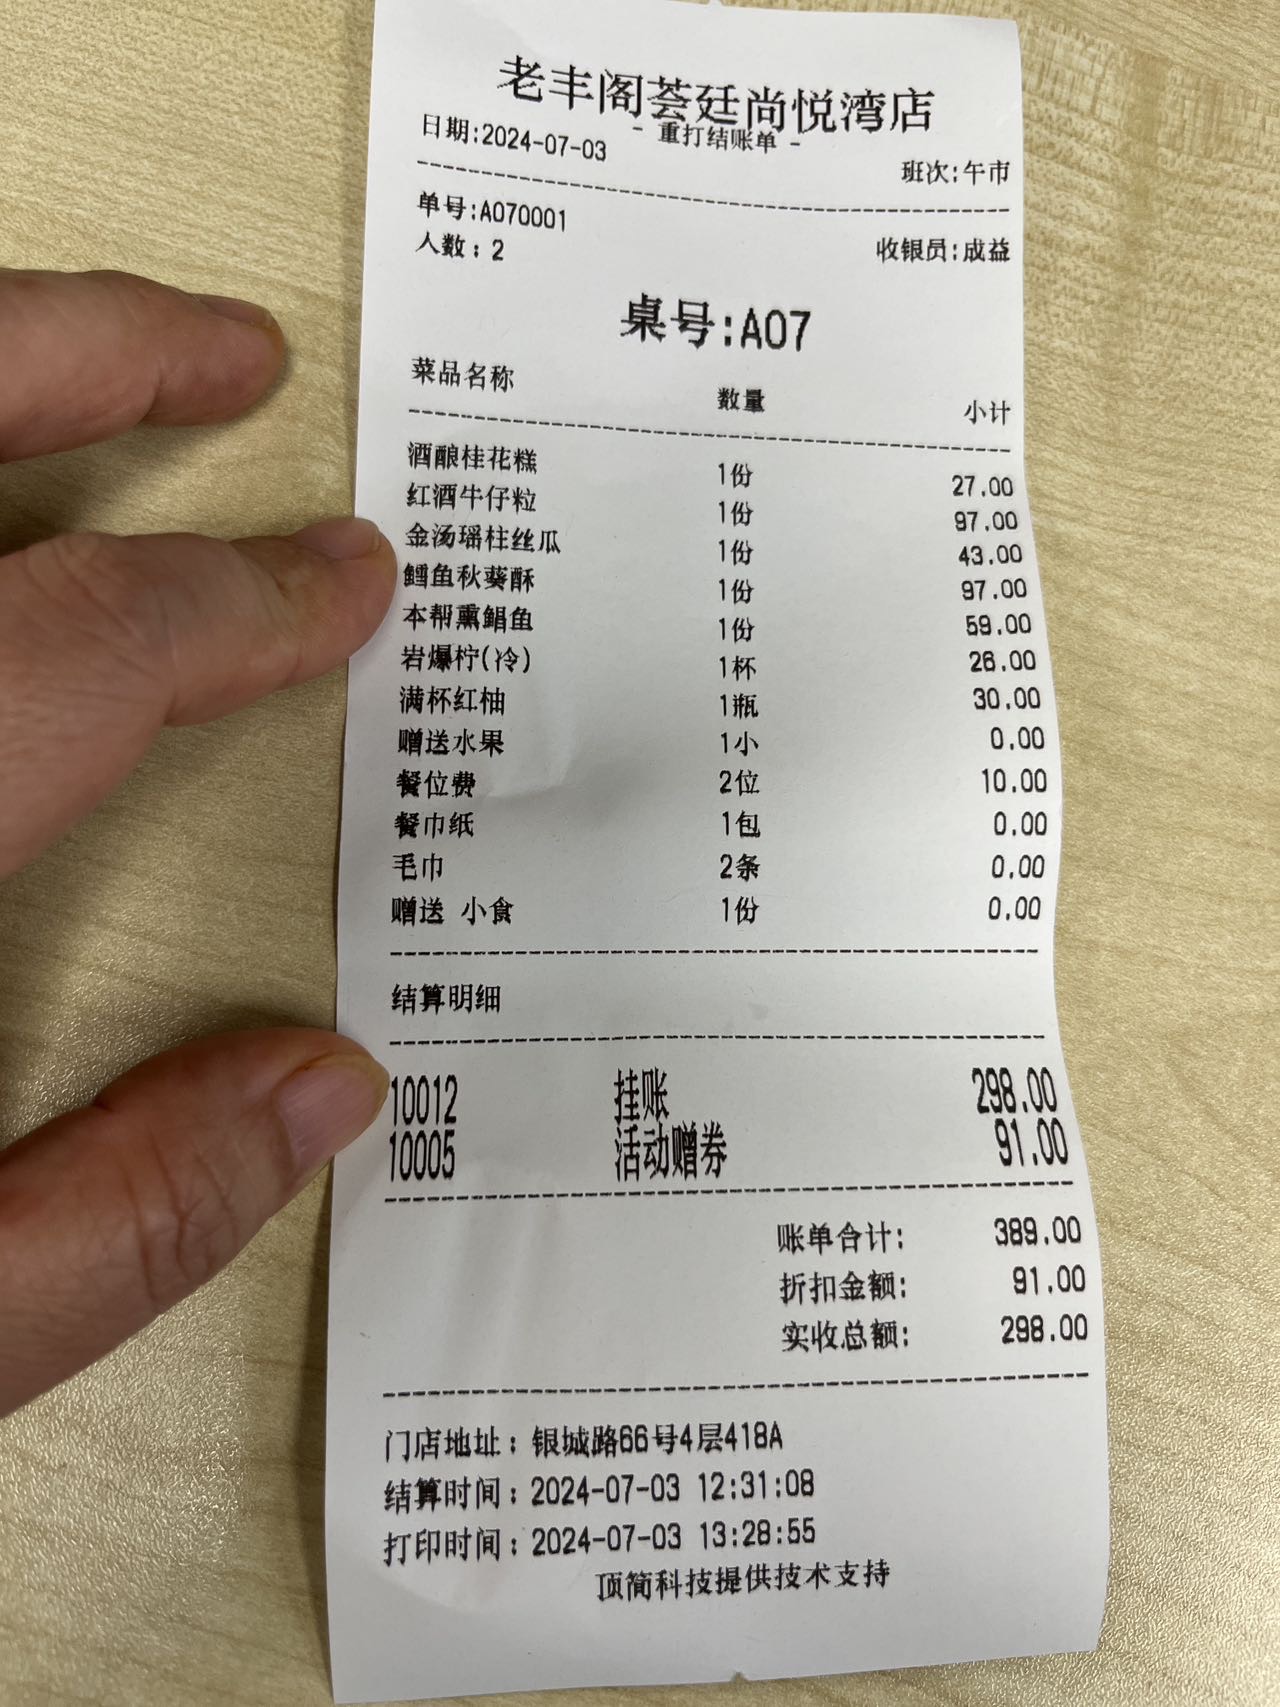 老丰阁荟廷尚悦湾店
- 重打结账单 -
日期:2024-07-03 班次:午市
单号:A070001
人数：2 收银员:成益
桌号:A07
菜品名称 数量 小计
酒酿桂花糕 1份 27.00
红酒牛仔粒 1份 97.00
金汤瑶柱丝瓜 1份 43.00
鳕鱼秋葵酥 1份 97.00
本帮熏鲳鱼 1份 59.00
岩爆柠(冷) 1杯 26.00
满杯红柚 1瓶 30.00
赠送水果 1小 0.00
餐位费 2位 10.00
餐巾纸 1包 0.00
毛巾 2条 0.00
赠送 小食 1份 0.00
结算明细
10012 挂账 298.00
10005 活动赠券 91.00
账单合计: 389.00
折扣金额: 91.00
实收总额: 298.00
门店地址：银城路66号4层418A
结算时间：2024-07-03 12:31:08
打印时间：2024-07-03 13:28:55
顶简科技提供技术支持